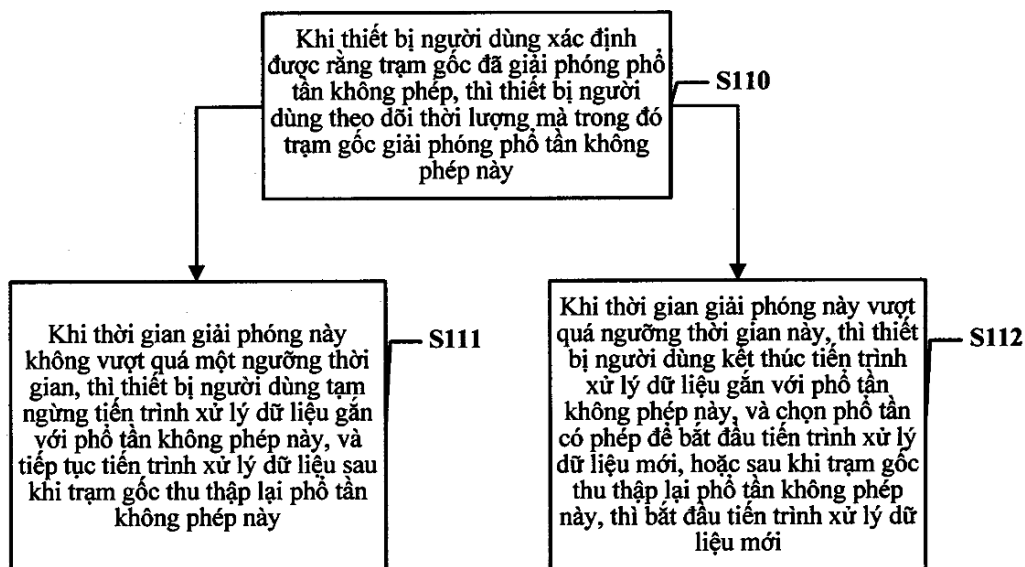 Khi thiết bị người dùng xác định
được rằng trạm gốc đã giải phóng phổ
tần không phép, thì thiết bị người
dùng theo dõi thời lượng mà trong đó
trạm gốc giải phóng phổ tần không
phép này
S110
Khi thời gian giải phóng này
không vượt quá một ngưỡng thời
gian, thì thiết bị người dùng tạm
ngừng tiến trình xử lý dữ liệu gắn
với phổ tần không phép này, và
tiếp tục tiến trình xử lý dữ liệu sau
khi trạm gốc thu thập lại phổ tần
không phép này
S111
Khi thời gian giải phóng này vượt
quá ngưỡng thời gian này, thì thiết
bị người dùng kết thúc tiến trình
xử lý dữ liệu gắn với phổ tần
không phép này, và chọn phổ tần
có phép để bắt đầu tiến trình xử lý
dữ liệu mới, hoặc sau khi trạm gốc
thu thập lại phổ tần không phép
này, thì bắt đầu tiến trình xử lý dữ
liệu mới
S112